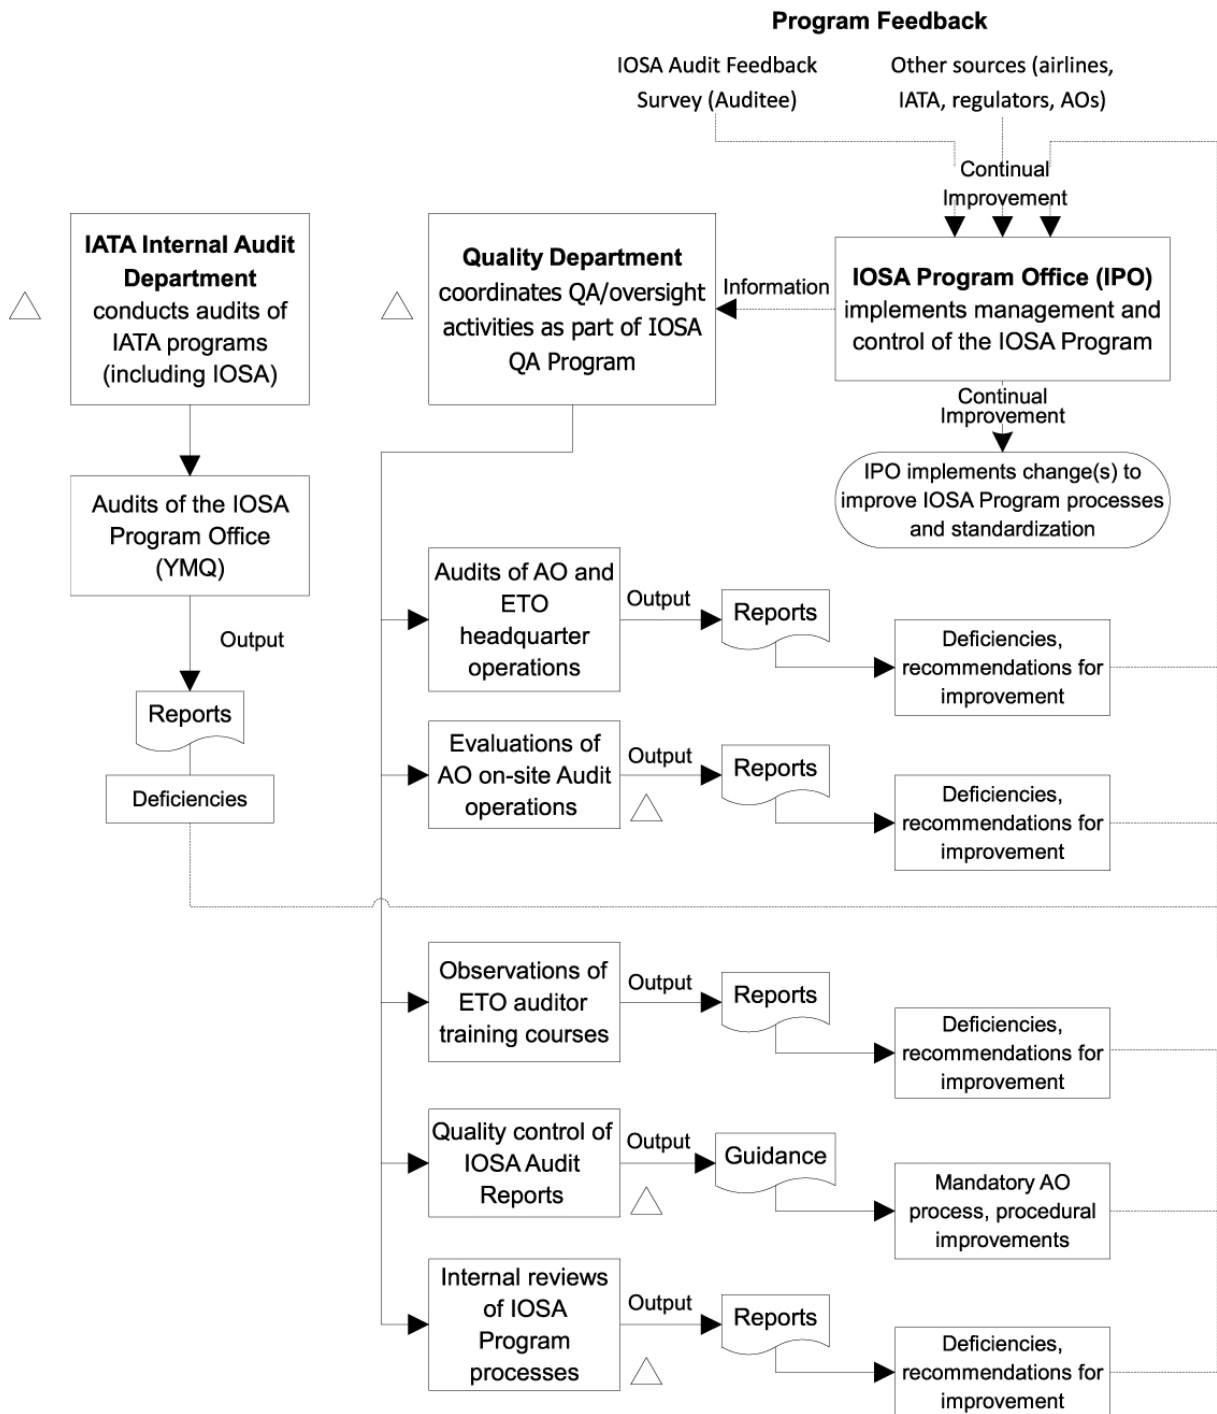 Program Feedback
IOSA Audit Feedback
Survey (Auditee)
Other sources (airlines,
IATA, regulators, AOs)
Continual
Improvement
IATA Internal Audit
Department
conducts audits of
IATA programs
(including IOSA)
Quality Department
coordinates QA/oversight
activities as part of IOSA
QA Program
Information
IOSA Program Office (IPO)
implements management and
control of the IOSA Program
Continual
Improvement
IPO implements change(s) to
improve IOSA Program processes
and standardization
Audits of the IOSA
Program Office
(YMQ)
Output
Reports
Deficiencies
Audits of AO and
ETO
headquarter
operations
Output
Reports
Deficiencies,
recommendations for
improvement
Evaluations of
AO on-site Audit
operations
Output
Reports
Deficiencies,
recommendations for
improvement
Observations of
ETO auditor
training courses
Output
Reports
Deficiencies,
recommendations for
improvement
Quality control of
IOSA Audit
Reports
Output
Guidance
Mandatory AO
process, procedural
improvements
Internal reviews
of IOSA
Program
processes
Output
Reports
Deficiencies,
recommendations for
improvement